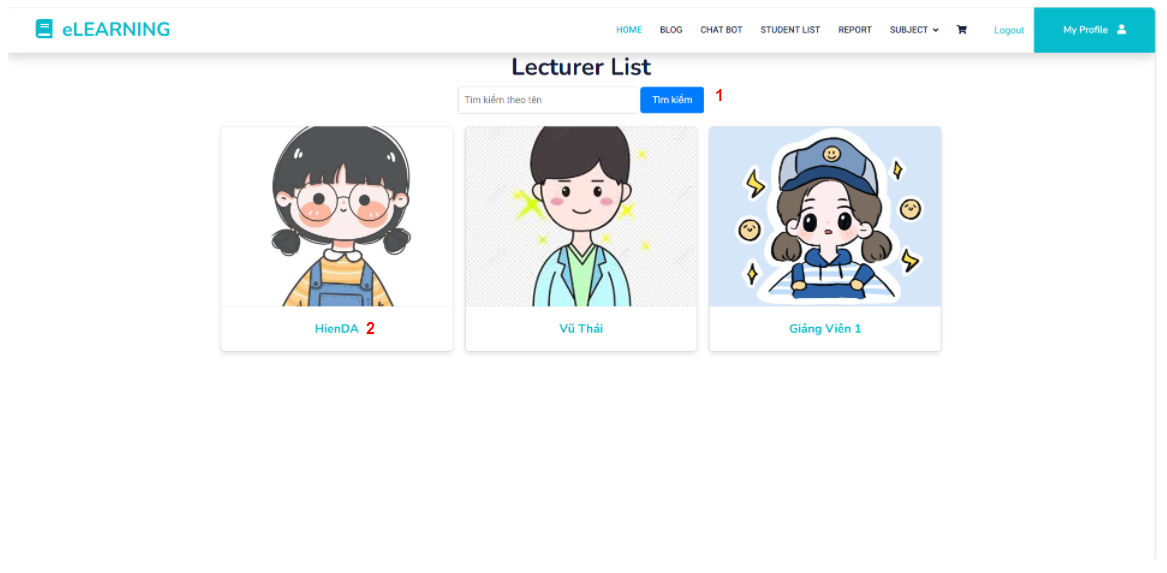 eLEARNING HOME BLOG CHAT BOT STUDENT LIST REPORT SUBJECT Logout My Profile
Lecturer List
Tìm kiếm theo tên Tìm kiếm 1
HienDA 2 Vũ Thái Giảng Viên 1